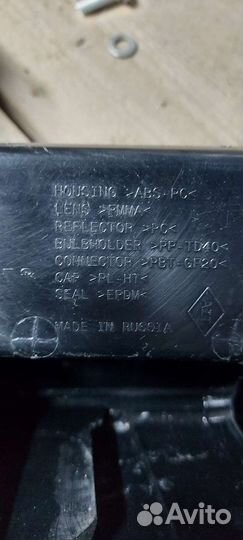 HOUSING >ABS-PC<
LENS >PMMA<
REFLECTOR >PC<
BULBHOLDER >PP-TD40<
CONNECTOR >PBT-GF20<
CAP >PL-HT<
SEAL >EPDM<
MADE IN RUSSIA
Avito